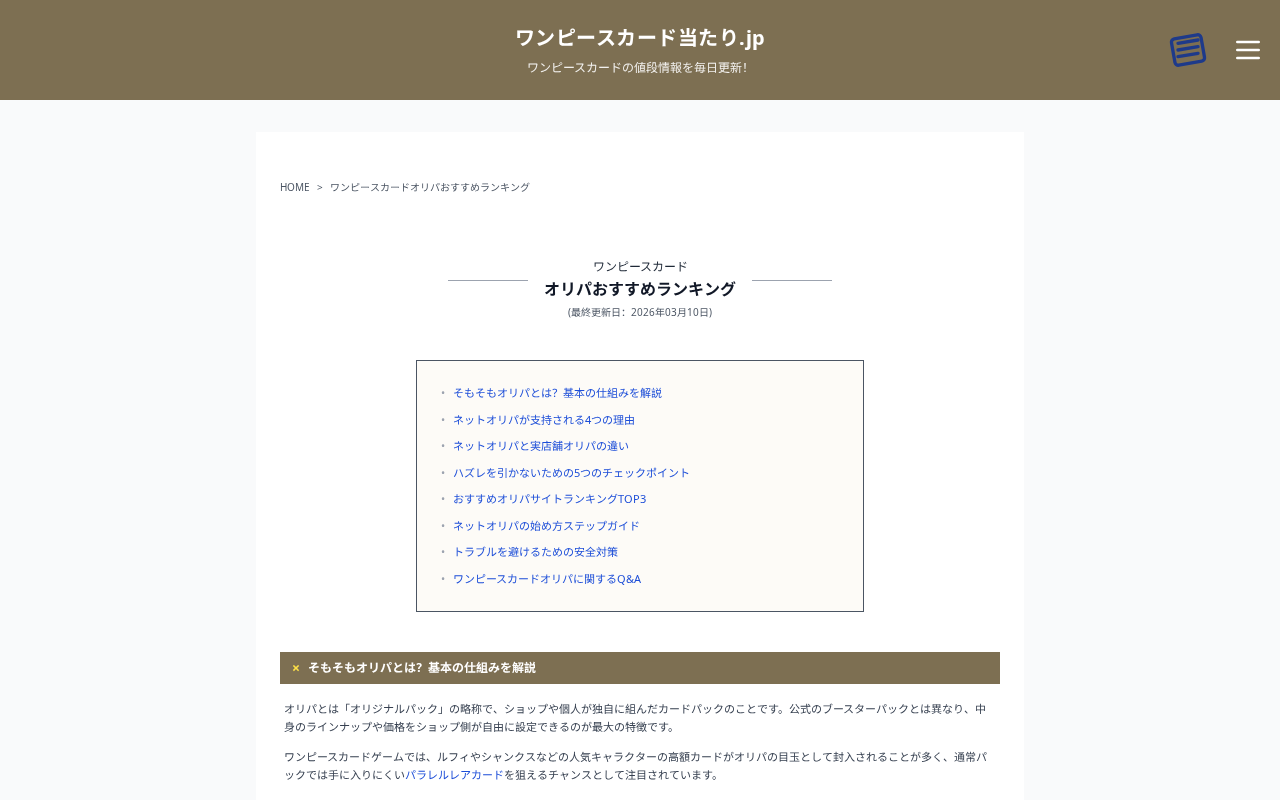 ワンピースカード当たり.jp
ワンピースカードの値段情報を毎日更新!
HOME > ワンピースカードオリパおすすめランキング
ワンピースカード
オリパおすすめランキング
(最終更新日：2026年03月10日)
• そもそもオリパとは？基本の仕組みを解説
• ネットオリパが支持される4つの理由
• ネットオリパと実店舗オリパの違い
• ハズレを引かないための5つのチェックポイント
• おすすめオリパサイトランキングTOP3
• ネットオリパの始め方ステップガイド
• トラブルを避けるための安全対策
• ワンピースカードオリパに関するQ&A
× そもそもオリパとは？基本の仕組みを解説
オリパとは「オリジナルパック」の略称で、ショップや個人が独自に組んだカードパックのことです。公式のブースターパックとは異なり、中
身のラインナップや価格をショップ側が自由に設定できるのが最大の特徴です。
ワンピースカードゲームでは、ルフィやシャンクスなどの人気キャラクターの高額カードがオリパの目玉として封入されることが多く、通常パ
ックでは手に入りにくいパラレルレアカードを狙えるチャンスとして注目されています。